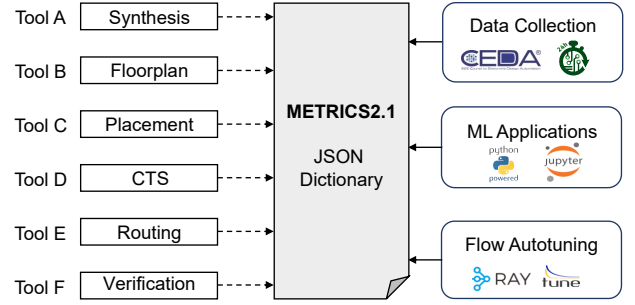 Tool A
Synthesis
Tool B
Floorplan
Tool C
Placement
Tool D
CTS
Tool E
Routing
Tool F
Verification
METRICS2.1
JSON
Dictionary
Data Collection
CEDA®
24h
ML Applications
python
powered
jupyter
Flow Autotuning
RAY
tune